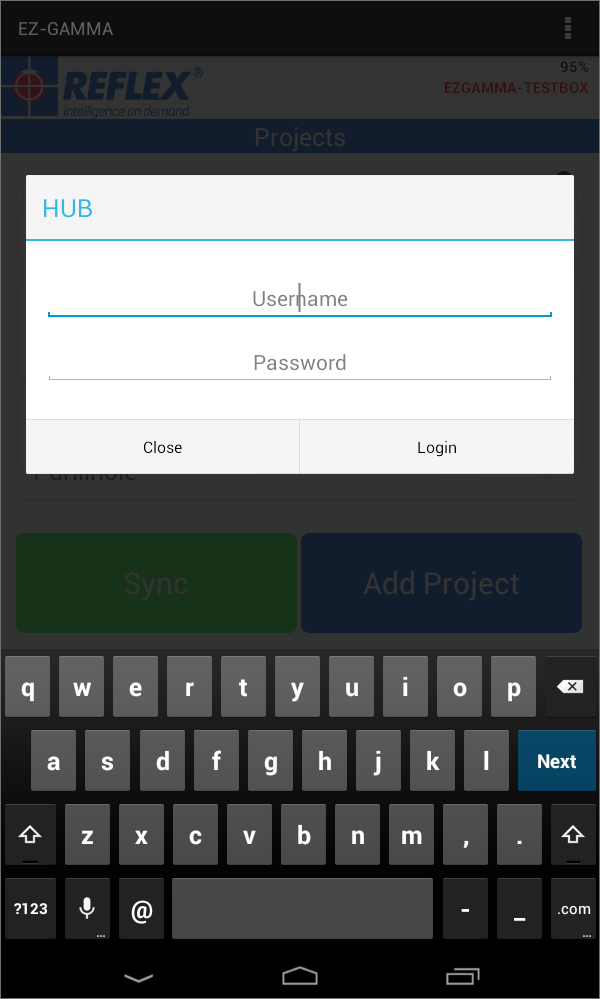 EZ-GAMMA
95%
REFLEX®
Intelligence on demand
EZGAMMA-TESTBOX
Projects
HUB
Username
Password
Close Login
Sync Add Project
q w e r t y u i o p
a s d f g h j k l Next
z x c v b n m , .
?123 @ - _ .com